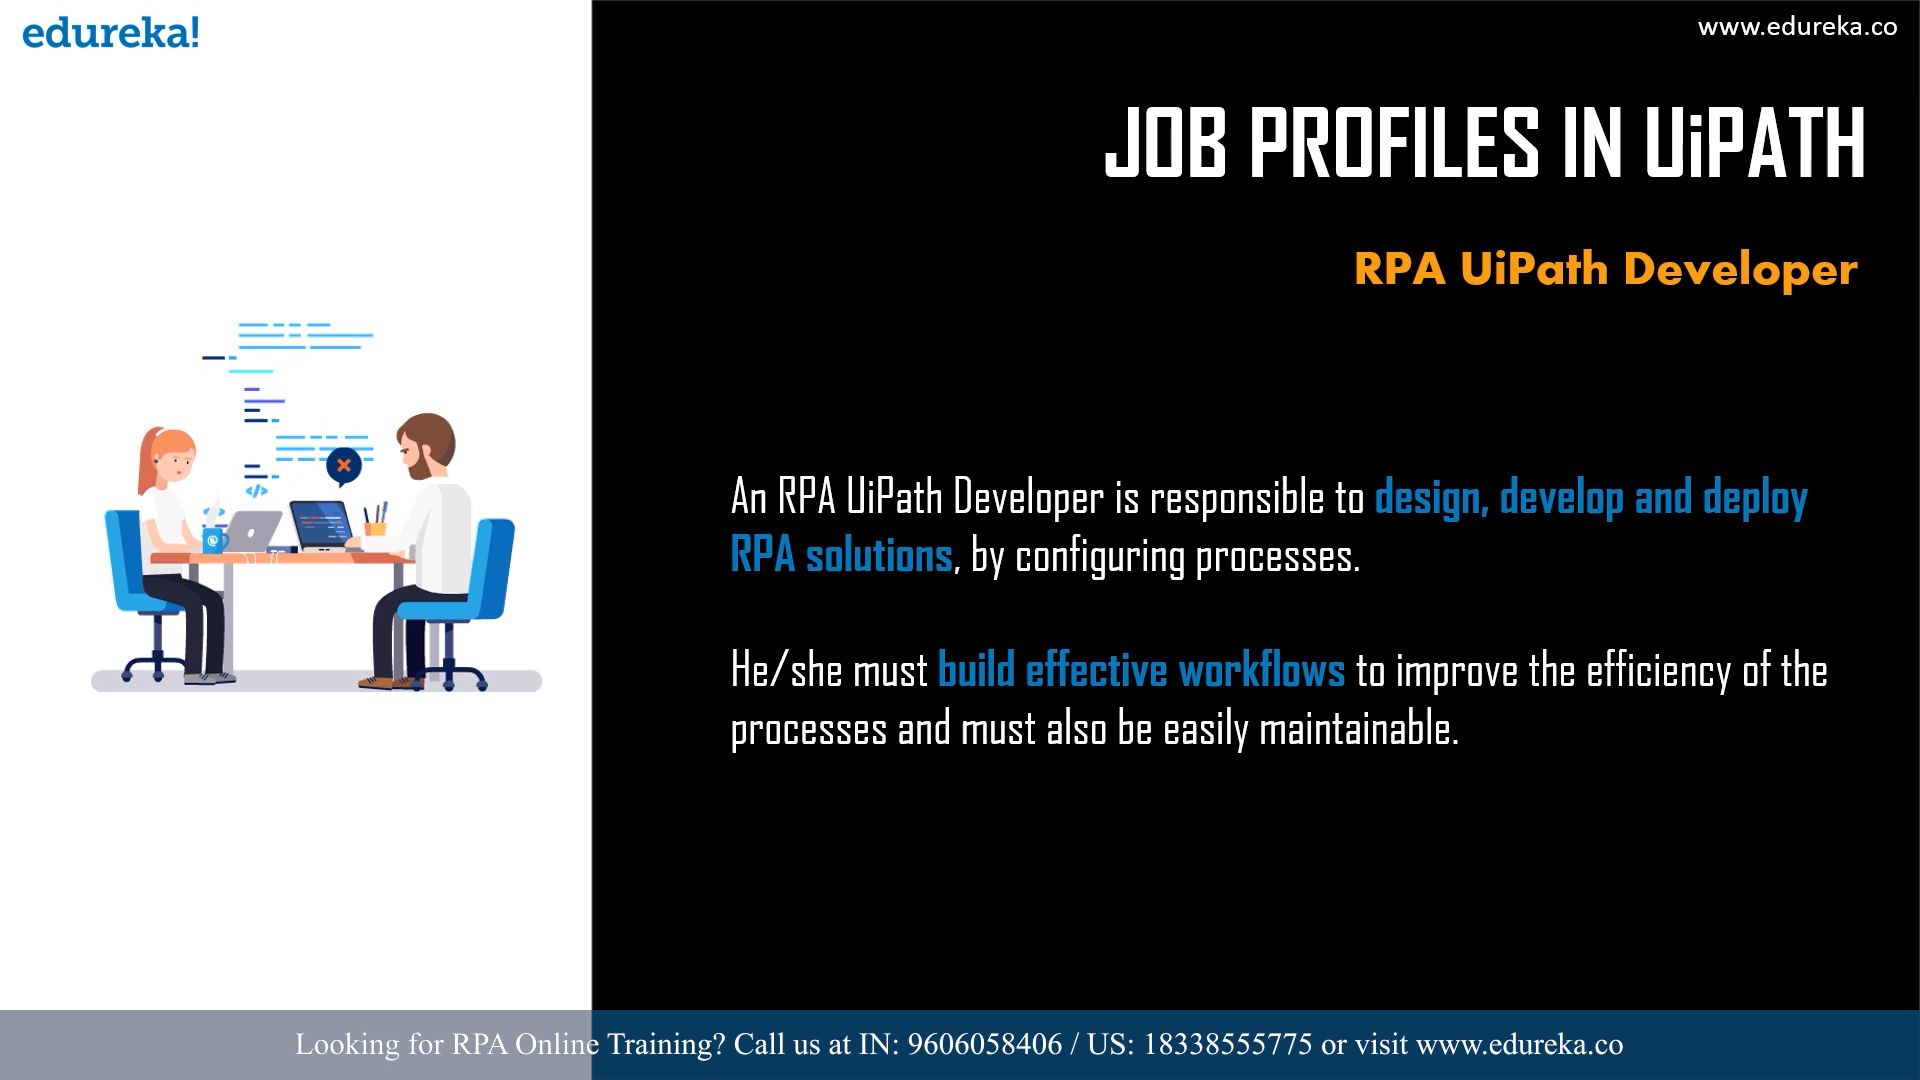 edureka!
www.edureka.co
JOB PROFILES IN UiPATH
RPA UiPath Developer
An RPA UiPath Developer is responsible to design, develop and deploy
RPA solutions, by configuring processes.
He/she must build effective workflows to improve the efficiency of the
processes and must also be easily maintainable.
Looking for RPA Online Training? Call us at IN: 9606058406 / US: 18338555775 or visit www.edureka.co